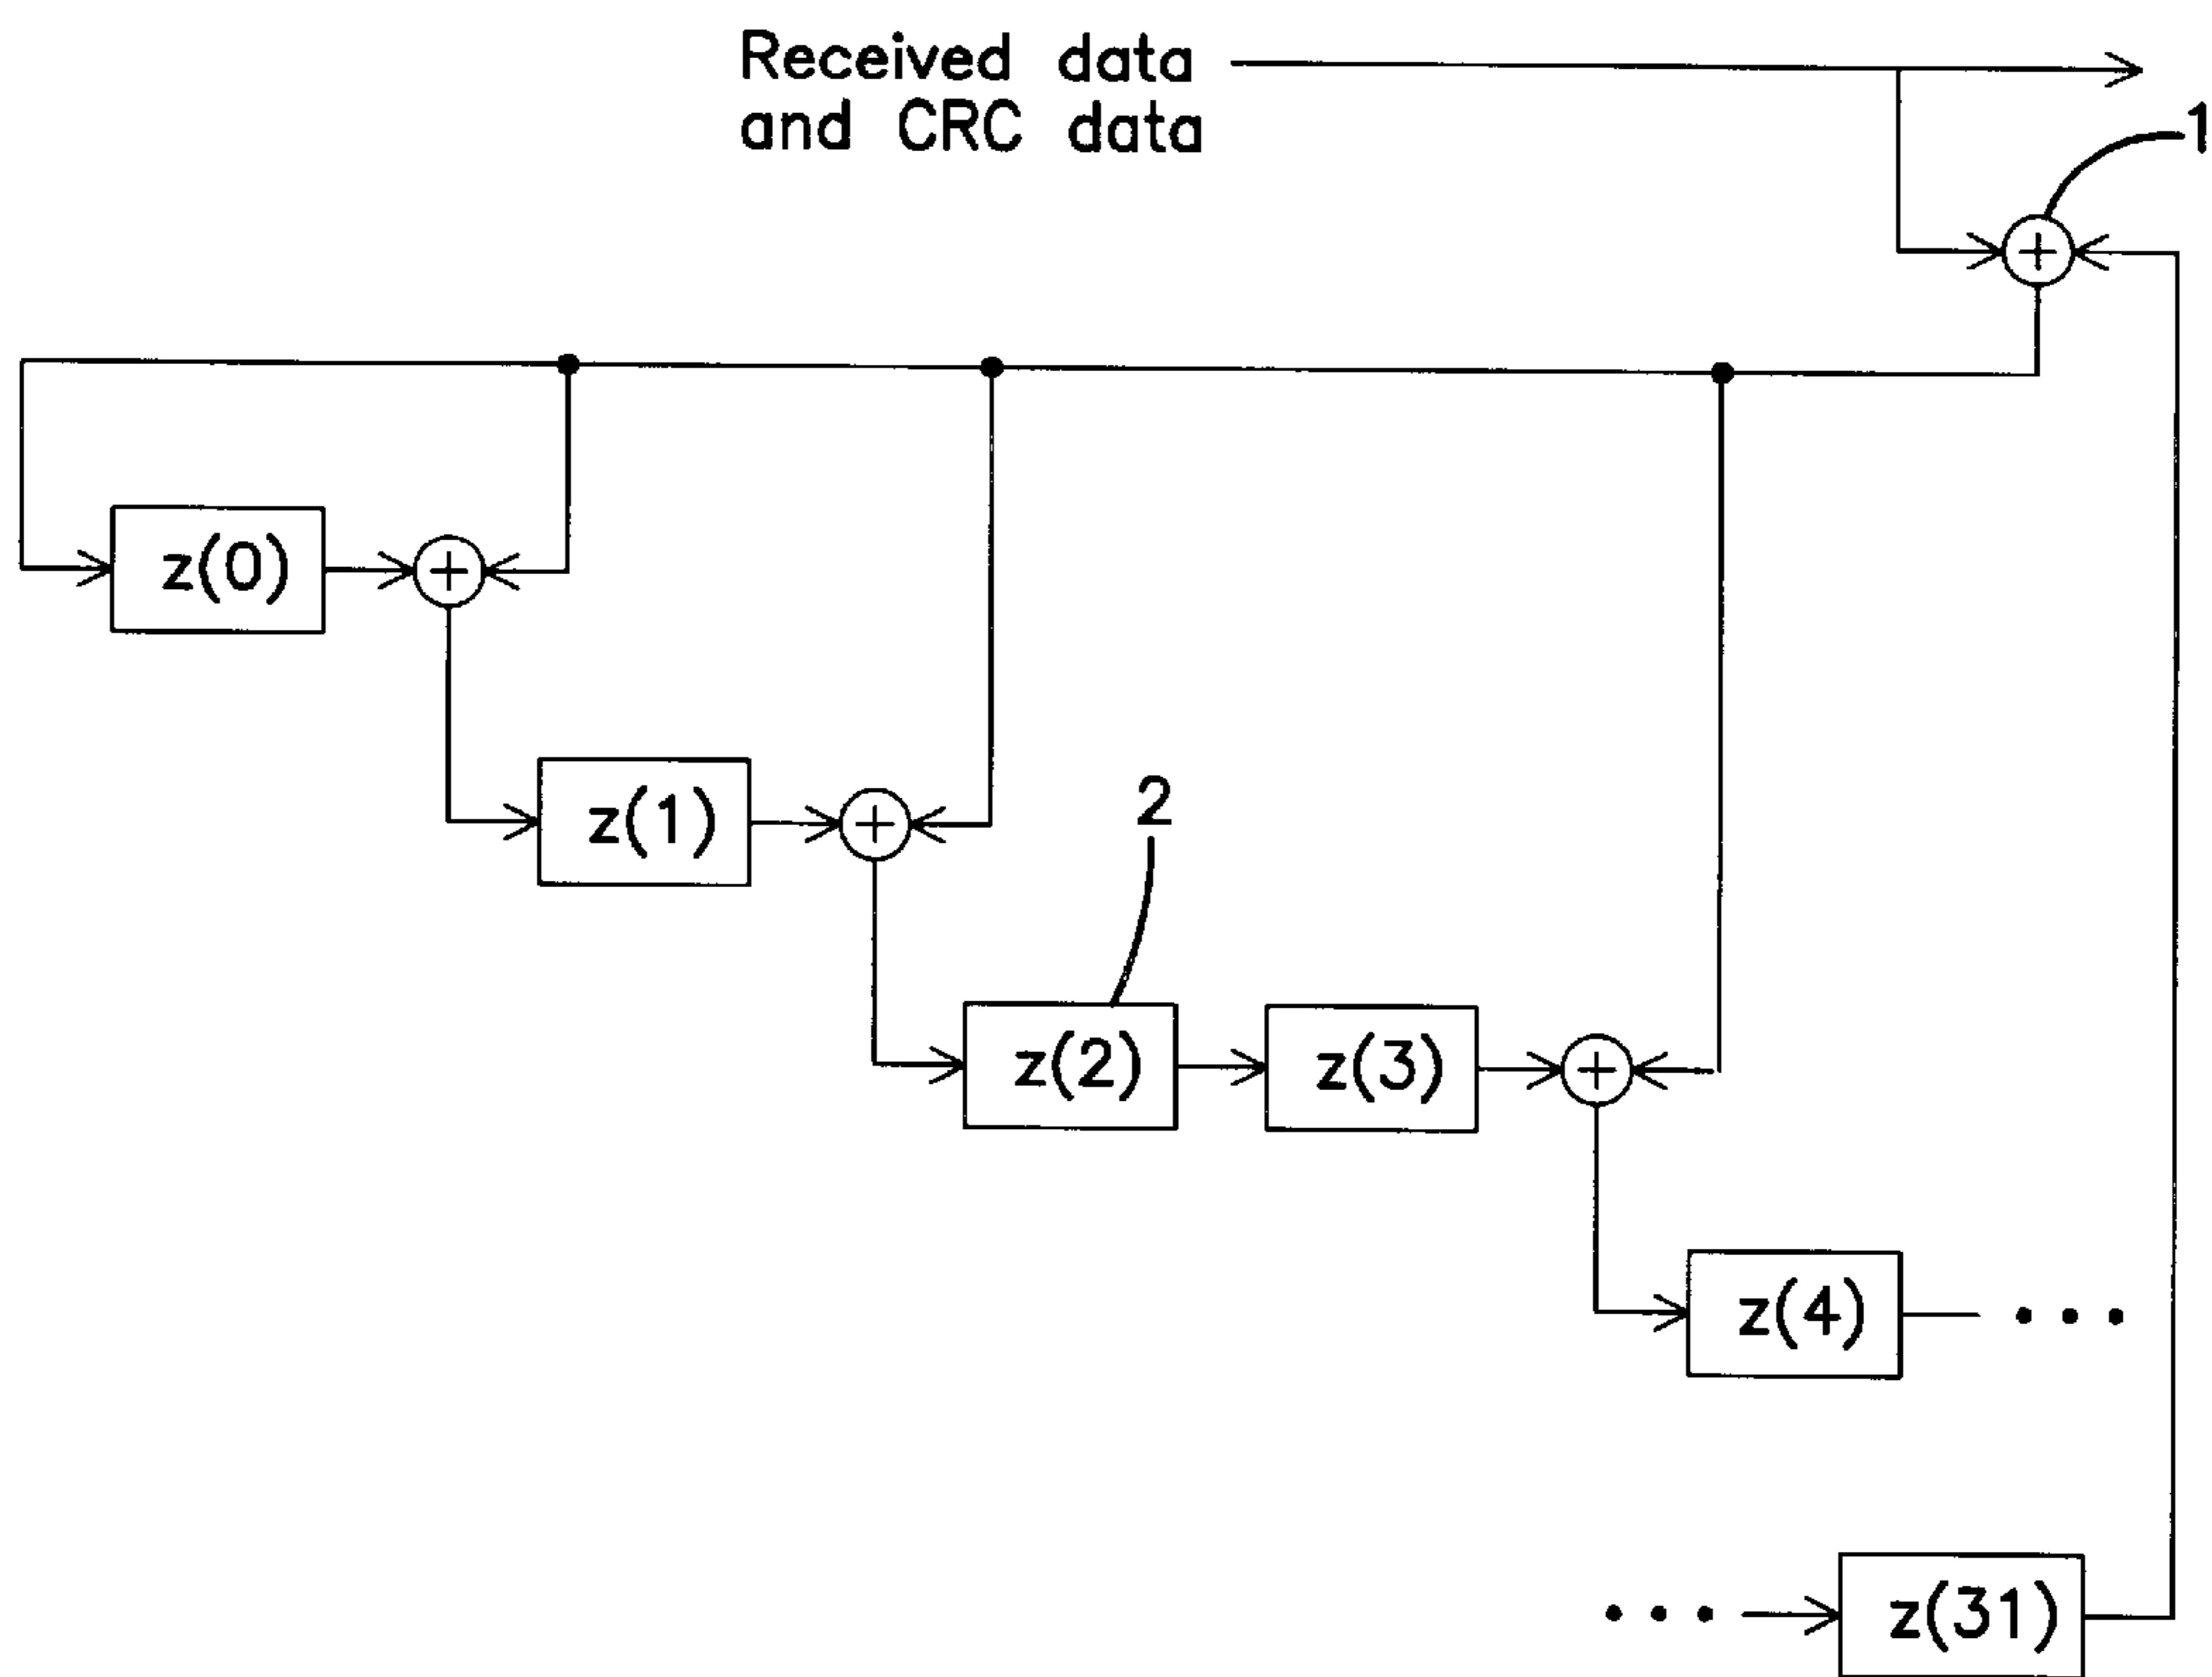 Received data
and CRC data
1
z(0)
z(1)
2
z(2)
z(3)
z(4)
z(31)